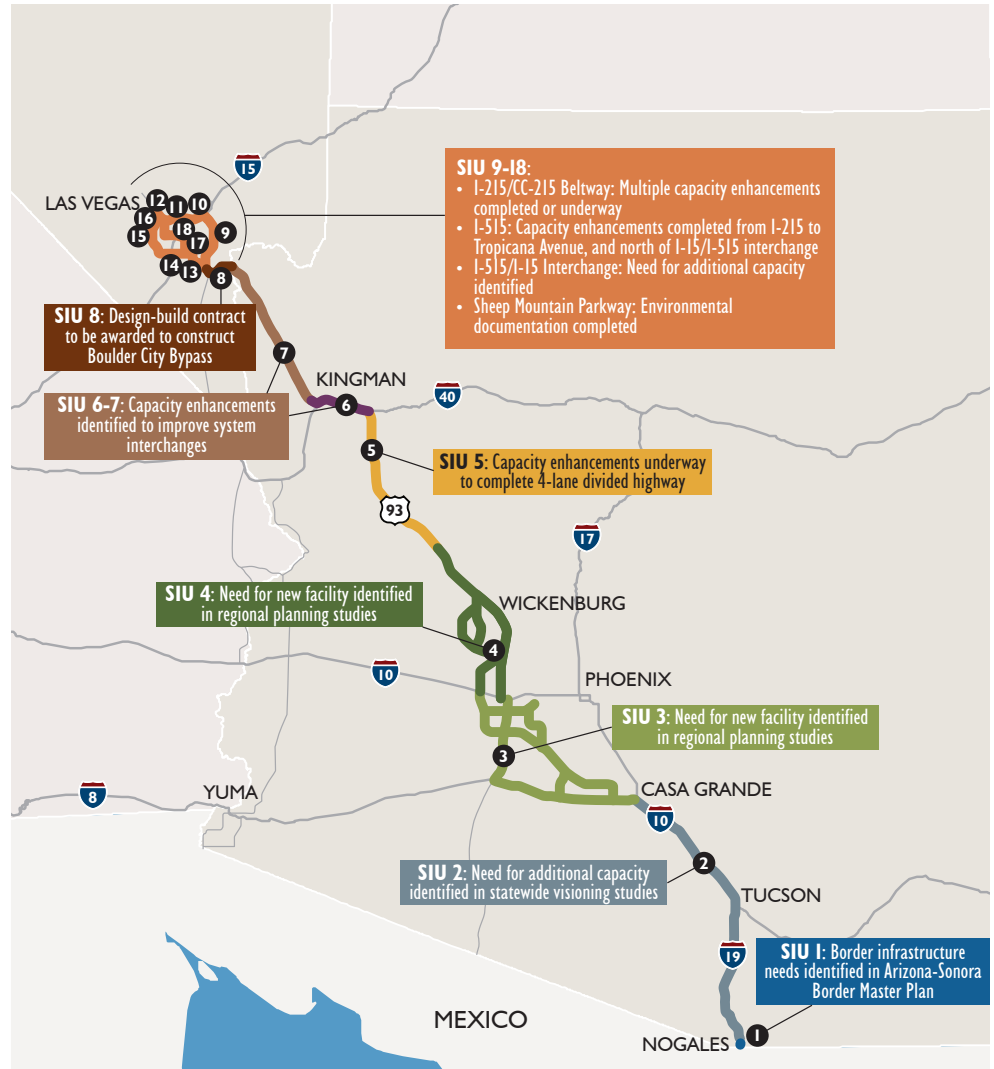 15
LAS VEGAS
12
11
10
16
18
9
15
17
14
13
8
SIU 9-18:
• I-215/CC-215 Beltway: Multiple capacity enhancements
completed or underway
• I-515: Capacity enhancements completed from I-215 to
Tropicana Avenue, and north of I-15/I-515 interchange
• I-515/I-15 Interchange: Need for additional capacity
identified
• Sheep Mountain Parkway: Environmental
documentation completed
SIU 8: Design-build contract
to be awarded to construct
Boulder City Bypass
7
KINGMAN
40
6
SIU 6-7: Capacity enhancements
identified to improve system
interchanges
5
SIU 5: Capacity enhancements underway
to complete 4-lane divided highway
93
17
SIU 4: Need for new facility identified
in regional planning studies
WICKENBURG
4
10
PHOENIX
SIU 3: Need for new facility identified
in regional planning studies
3
8
YUMA
CASA GRANDE
10
SIU 2: Need for additional capacity
identified in statewide visioning studies
2
TUCSON
19
SIU 1: Border infrastructure
needs identified in Arizona-Sonora
Border Master Plan
MEXICO
1
NOGALES